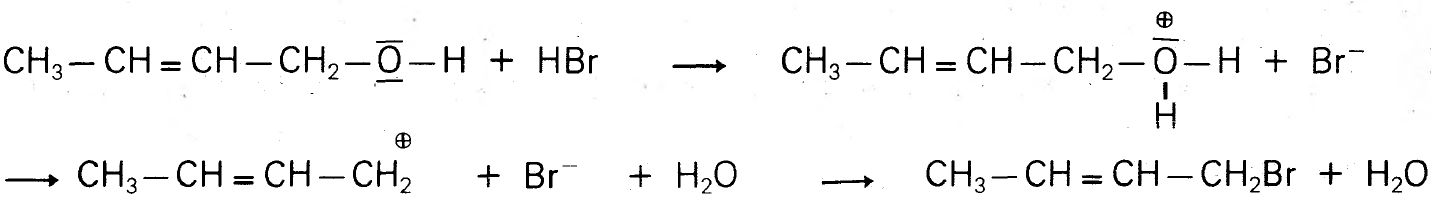 ⊕
CH₃–CH=CH–CH₂–O–H + HBr ⟶ CH₃–CH=CH–CH₂–O–H + Br⁻
H
⊕
⟶ CH₃–CH=CH–CH₂ + Br⁻ + H₂O ⟶ CH₃–CH=CH–CH₂Br + H₂O